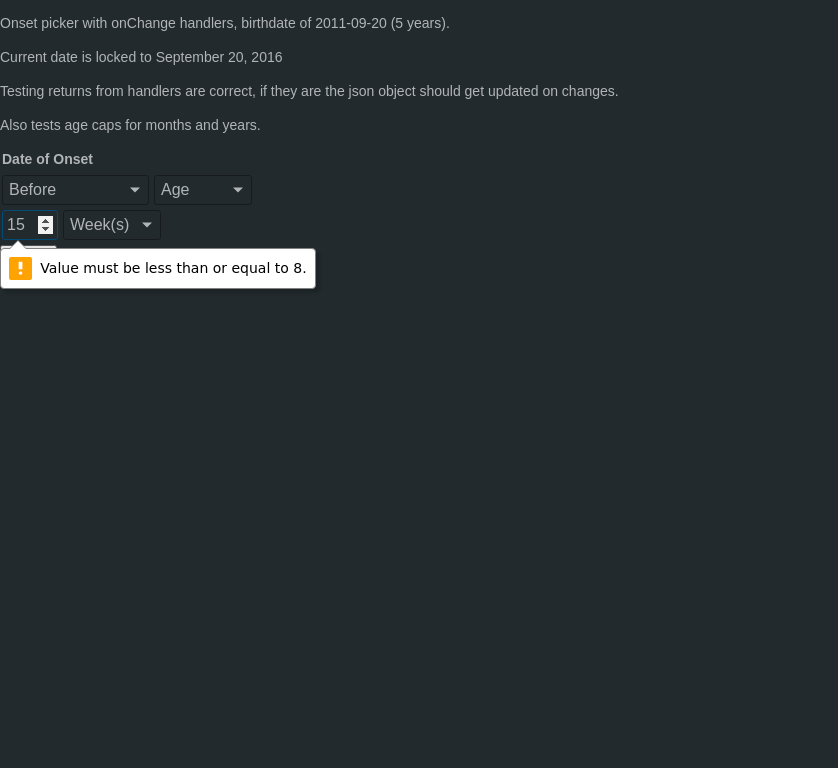 Onset picker with onChange handlers, birthdate of 2011-09-20 (5 years).
Current date is locked to September 20, 2016
Testing returns from handlers are correct, if they are the json object should get updated on changes.
Also tests age caps for months and years.
Date of Onset
Before Age
15 Week(s)
Value must be less than or equal to 8.